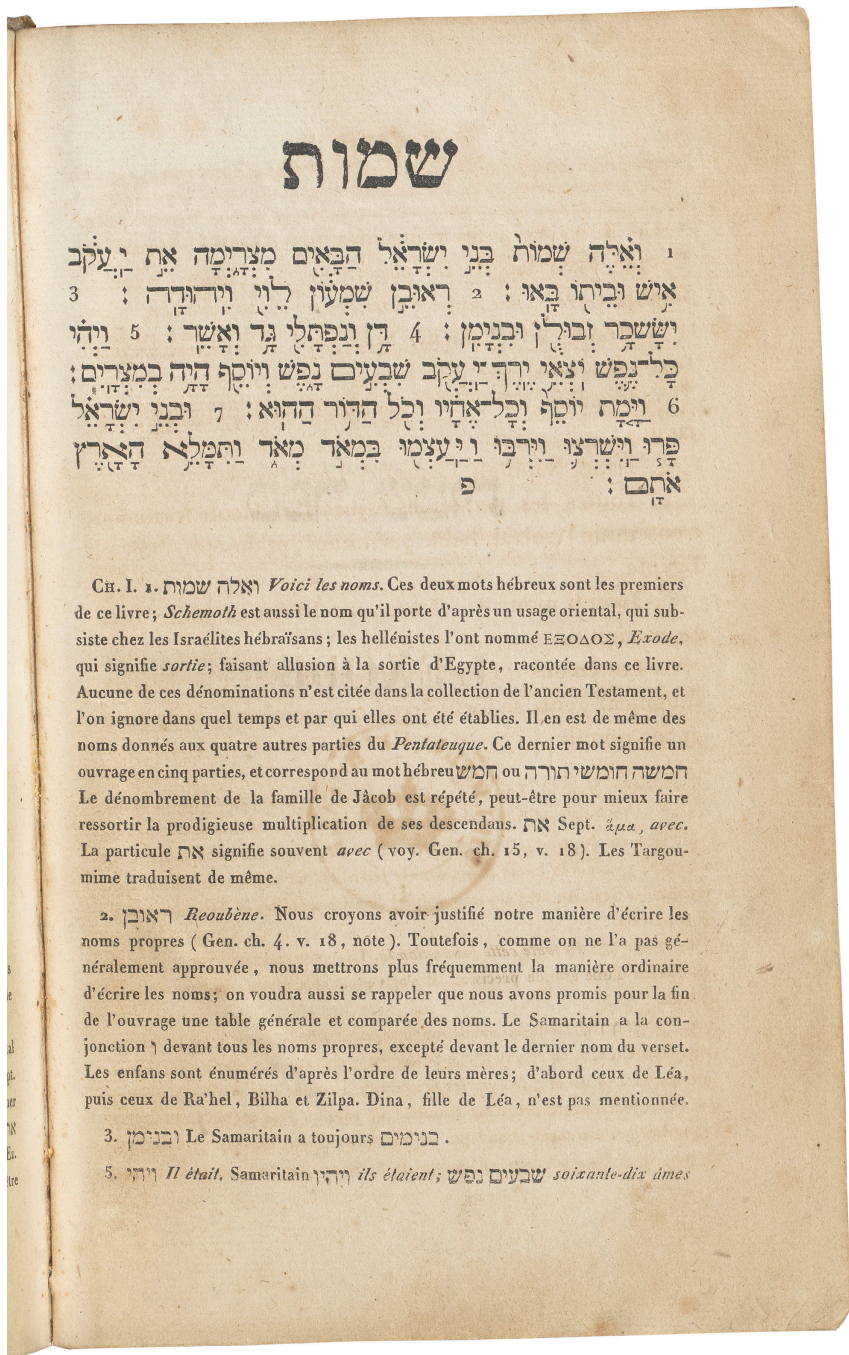 שמות
1 וְאֵלֶּה שְׁמוֹת בְּנֵי יִשְׂרָאֵל הַבָּאִים מִצְרָיְמָה אֵת יַעֲקֹב
אִישׁ וּבֵיתוֹ בָּאוּ : 2 רְאוּבֵן שִׁמְעוֹן לֵוִי וִיהוּדָה : 3
יִשָּׂשכָר זְבוּלֻן וּבִנְיָמִן : 4 דָּן וְנַפְתָּלִי גָּד וְאָשֵׁר : 5 וַיְהִי
כָּל־נֶפֶשׁ יֹצְאֵי יֶרֶךְ־יַעֲקֹב שִׁבְעִים נָפֶשׁ וְיוֹסֵף הָיָה בְמִצְרָיִם :
6 וַיָּמָת יוֹסֵף וְכָל־אֶחָיו וְכֹל הַדּוֹר הַהוּא : 7 וּבְנֵי יִשְׂרָאֵל
פָּרוּ וַיִּשְׁרְצוּ וַיִּרְבּוּ וַיַּעַצְמוּ בִּמְאֹד מְאֹד וַתִּמָּלֵא הָאָרֶץ
אֹתָם : פ
CH. I. 1. ואלה שמות Voici les noms. Ces deux mots hébreux sont les premiers
de ce livre ; Schemoth est aussi le nom qu'il porte d'après un usage oriental, qui sub-
siste chez les Israélites hébraïsans ; les hellénistes l'ont nommé ΕΞΟΔΟΣ, Exode,
qui signifie sortie ; faisant allusion à la sortie d'Egypte, racontée dans ce livre.
Aucune de ces dénominations n'est citée dans la collection de l'ancien Testament, et
l'on ignore dans quel temps et par qui elles ont été établies. Il en est de même des
noms donnés aux quatre autres parties du Pentateuque. Ce dernier mot signifie un
ouvrage en cinq parties, et correspond au mot hébreu חמש ou חמשה חומשי תורה
Le dénombrement de la famille de Jâcob est répété, peut-être pour mieux faire
ressortir la prodigieuse multiplication de ses descendans. את Sept. ἅμα, avec.
La particule את signifie souvent avec ( voy. Gen. ch. 15, v. 18 ). Les Targou-
mime traduisent de même.
2. ראובן Reoubène. Nous croyons avoir justifié notre manière d'écrire les
noms propres ( Gen. ch. 4. v. 18, note ). Toutefois, comme on ne l'a pas gé-
néralement approuvée, nous mettrons plus fréquemment la manière ordinaire
d'écrire les noms ; on voudra aussi se rappeler que nous avons promis pour la fin
de l'ouvrage une table générale et comparée des noms. Le Samaritain a la con-
jonction ו devant tous les noms propres, excepté devant le dernier nom du verset.
Les enfans sont énumérés d'après l'ordre de leurs mères ; d'abord ceux de Léa,
puis ceux de Ra'hel, Bilha et Zilpa. Dina, fille de Léa, n'est pas mentionnée.
3. ובנימן Le Samaritain a toujours בנימים .
5. ויהי Il était. Samaritain ויהיו ils étaient ; שבעים נפש soixante-dix âmes